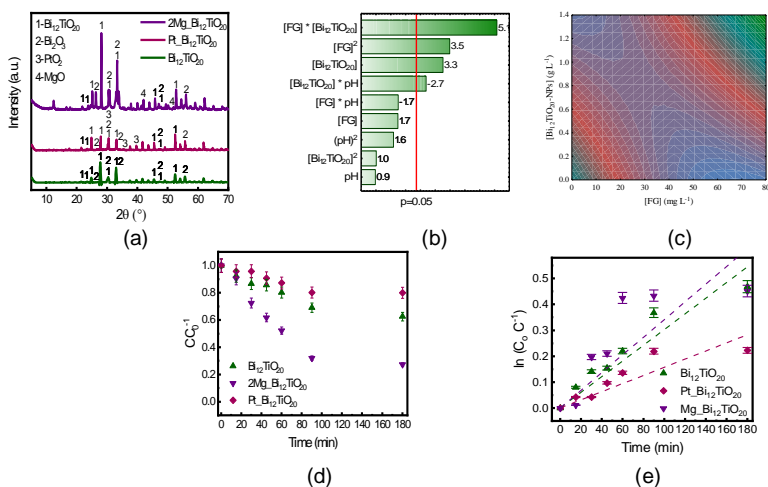 1-Bi₁₂TiO₂₀
2-Bi₂O₃
3-PtO₂
4-MgO
2Mg_Bi₁₂TiO₂₀
Pt_Bi₁₂TiO₂₀
Bi₁₂TiO₂₀
Intensity (a.u.)
5 10 20 30 40 50 60 70
2θ (°)
(a)
[FG] * [Bi₁₂TiO₂₀] 5.1
[FG]² 3.5
[Bi₁₂TiO₂₀] 3.3
[Bi₁₂TiO₂₀] * pH -2.7
[FG] * pH -1.7
[FG] 1.7
(pH)² 1.6
[Bi₁₂TiO₂₀]² 1.0
pH 0.9
p=0.05
(b)
[Bi₁₂TiO₂₀-NPs] (g L⁻¹)
1.4
1.2
1.0
0.8
0.6
0.4
0.2
0.0
0 10 20 30 40 50 60 70 80
[FG] (mg L⁻¹)
(c)
CC₀⁻¹
1.0
0.8
0.6
0.4
0.2
0.0
Bi₁₂TiO₂₀
2Mg_Bi₁₂TiO₂₀
Pt_Bi₁₂TiO₂₀
0 20 40 60 80 100 120 140 160 180
Time (min)
(d)
ln (C₀ C⁻¹)
0.5
0.4
0.3
0.2
0.1
0.0
Bi₁₂TiO₂₀
Pt_Bi₁₂TiO₂₀
Mg_Bi₁₂TiO₂₀
0 20 40 60 80 100 120 140 160 180
Time (min)
(e)